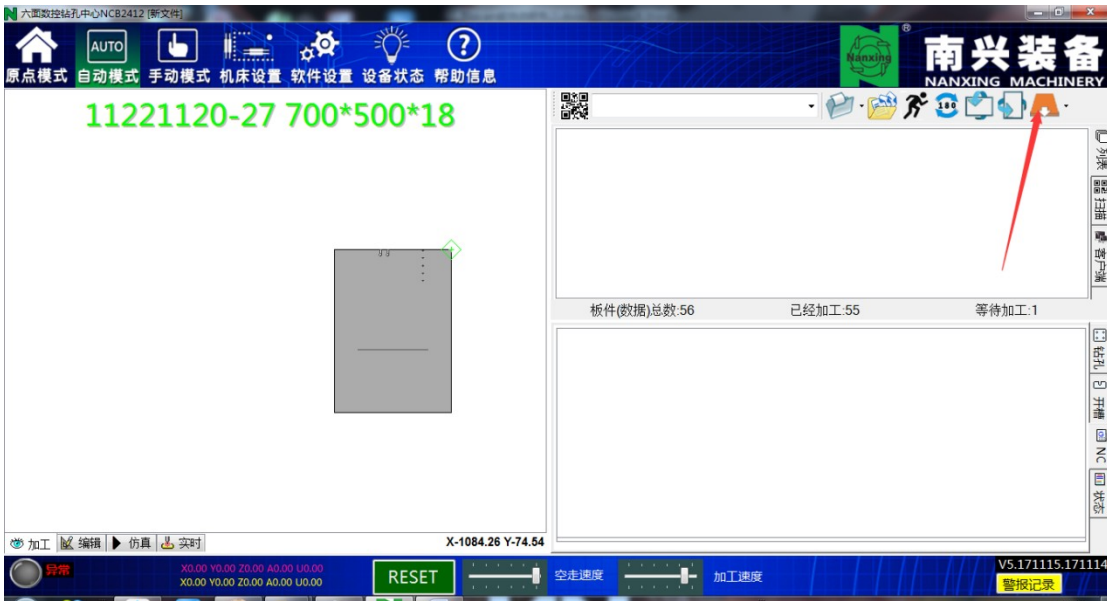 六面数控钻孔中心NCB2412 [新文件]
AUTO
原点模式 自动模式 手动模式 机床设置 软件设置 设备状态 帮助信息
Nanxing
®
南兴装备
NANXING MACHINERY
11221120-27 700*500*18
180
列表
扫描
客户端
板件(数据)总数:56 已经加工:55 等待加工:1
钻孔
开槽
NC
状态
加工 编辑 仿真 实时 X-1084.26 Y-74.54
异常
X0.00 Y0.00 Z0.00 A0.00 U0.00
X0.00 Y0.00 Z0.00 A0.00 U0.00
RESET
空走速度
加工速度
V5.171115.171114
警报记录